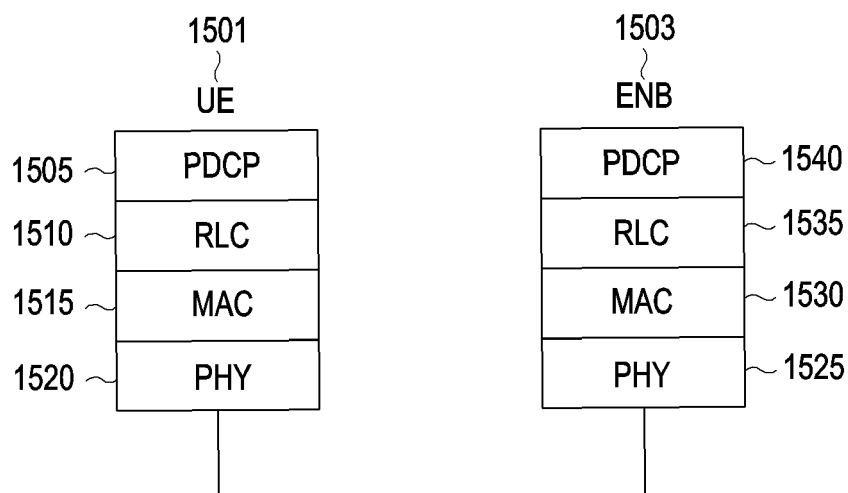 1501 1503
UE ENB
1505 PDCP PDCP 1540
1510 RLC RLC 1535
1515 MAC MAC 1530
1520 PHY PHY 1525